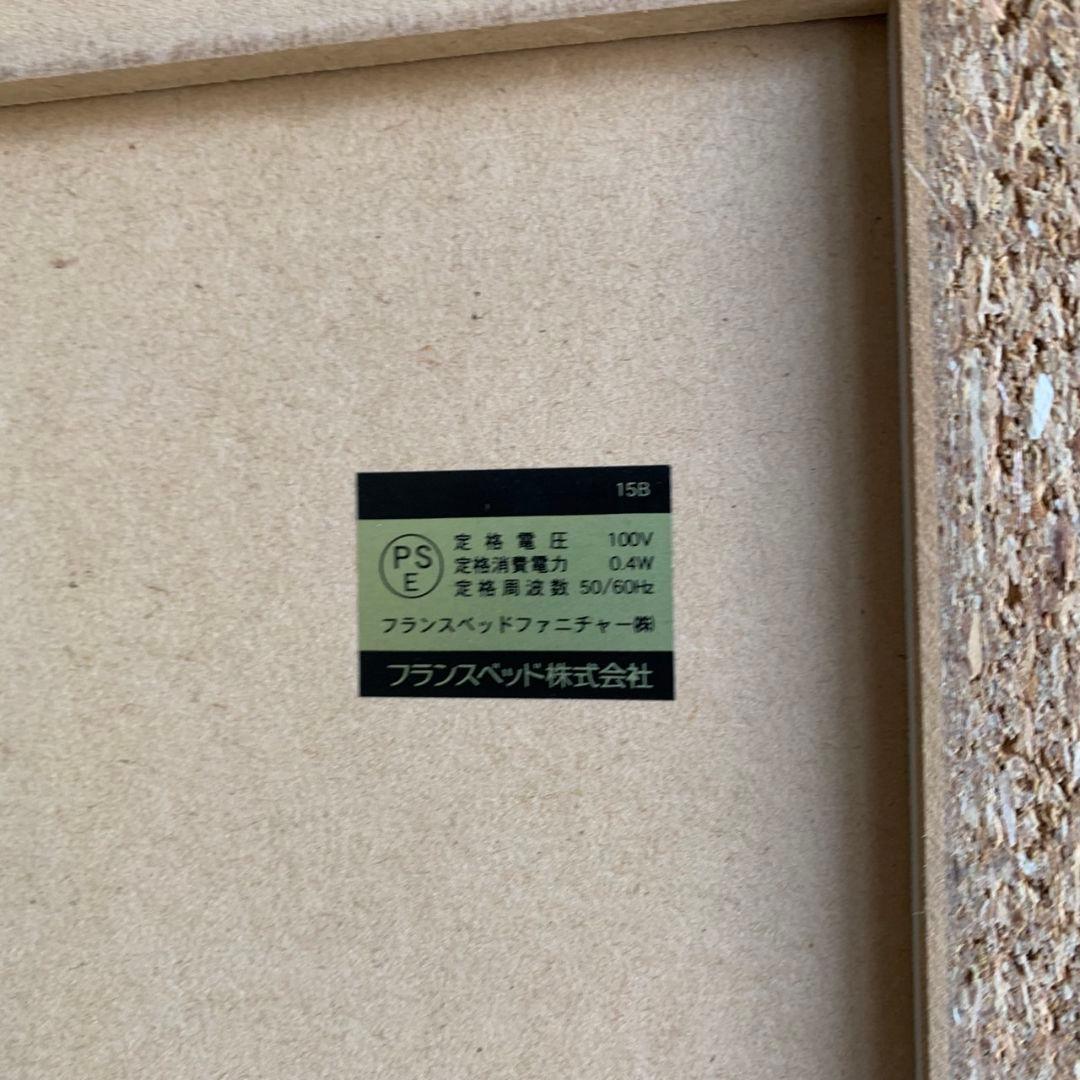 15B
PS
E
定格電圧 100V
定格消費電力 0.4W
定格周波数 50/60Hz
フランスベッドファニチャー㈱
フランスベッド株式会社